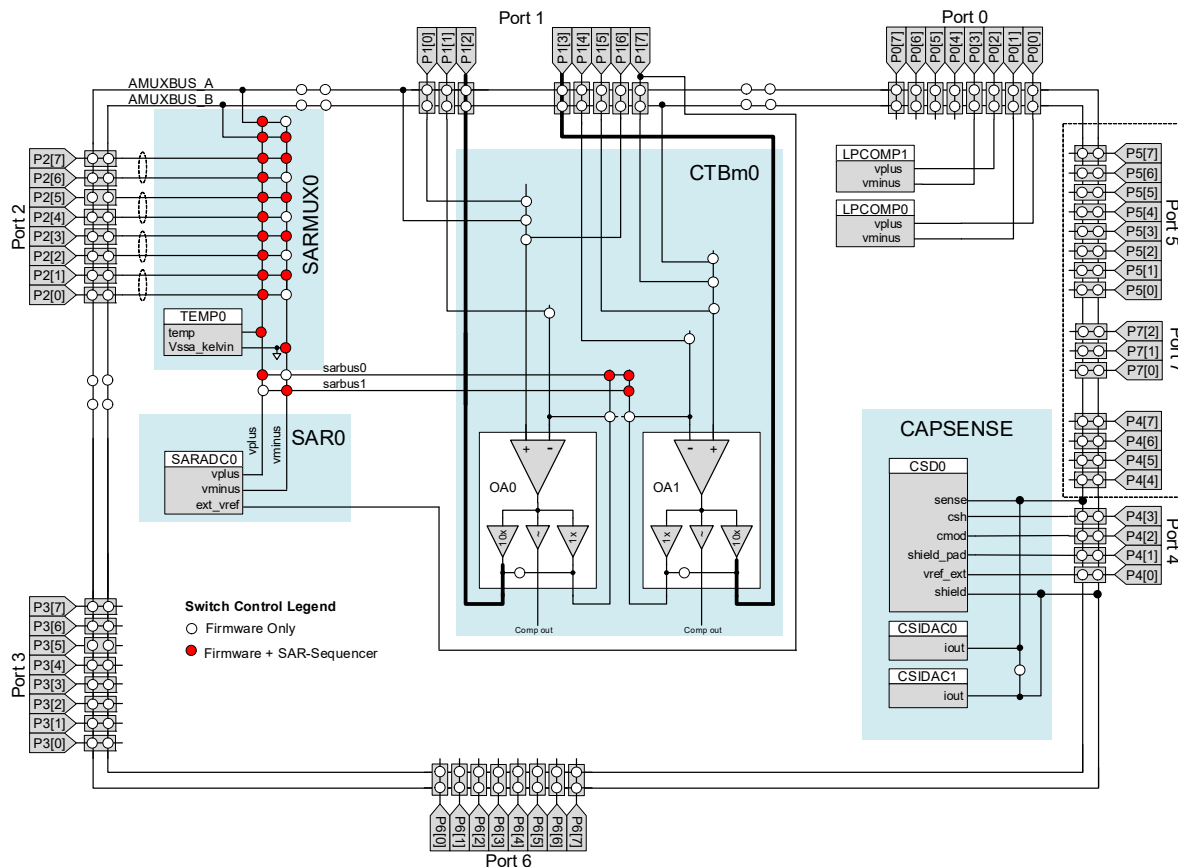 Port 1
Port 0
P1[0]
P1[1]
P1[2]
P1[3]
P1[4]
P1[5]
P1[6]
P1[7]
P0[7]
P0[6]
P0[5]
P0[4]
P0[3]
P0[2]
P0[1]
P0[0]
AMUXBUS_A
AMUXBUS_B
Port 2
P2[7]
P2[6]
P2[5]
P2[4]
P2[3]
P2[2]
P2[1]
P2[0]
SARMUX0
TEMP0
temp
Vssa_kelvin
sarbus0
sarbus1
SAR0
vplus
vminus
SARADC0
vplus
vminus
ext_vref
CTBm0
+
-
OA0
10x
~
1x
Comp out
-
+
OA1
1x
~
10x
Comp out
LPCOMP1
vplus
vminus
LPCOMP0
vplus
vminus
P5[7]
P5[6]
P5[5]
P5[4]
P5[3]
P5[2]
P5[1]
P5[0]
Port 5
P7[2]
P7[1]
P7[0]
P4[7]
P4[6]
P4[5]
P4[4]
P4[3]
P4[2]
P4[1]
P4[0]
Port 4
CAPSENSE
CSD0
sense
csh
cmod
shield_pad
vref_ext
shield
CSIDAC0
iout
CSIDAC1
iout
Port 3
P3[7]
P3[6]
P3[5]
P3[4]
P3[3]
P3[2]
P3[1]
P3[0]
Switch Control Legend
Firmware Only
Firmware + SAR-Sequencer
P6[0]
P6[1]
P6[2]
P6[3]
P6[4]
P6[5]
P6[6]
P6[7]
Port 6